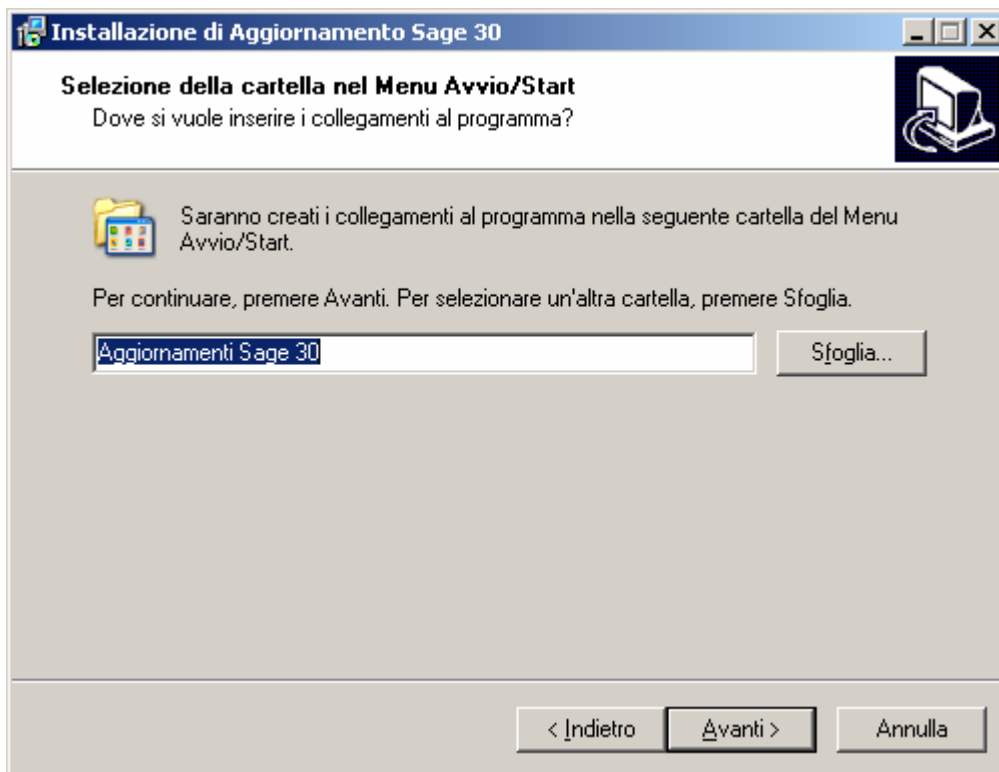 Installazione di Aggiornamento Sage 30
Selezione della cartella nel Menu Avvio/Start
Dove si vuole inserire i collegamenti al programma?
Saranno creati i collegamenti al programma nella seguente cartella del Menu
Avvio/Start.
Per continuare, premere Avanti. Per selezionare un'altra cartella, premere Sfoglia.
Aggiornamenti Sage 30
Sfoglia...
< Indietro
Avanti >
Annulla